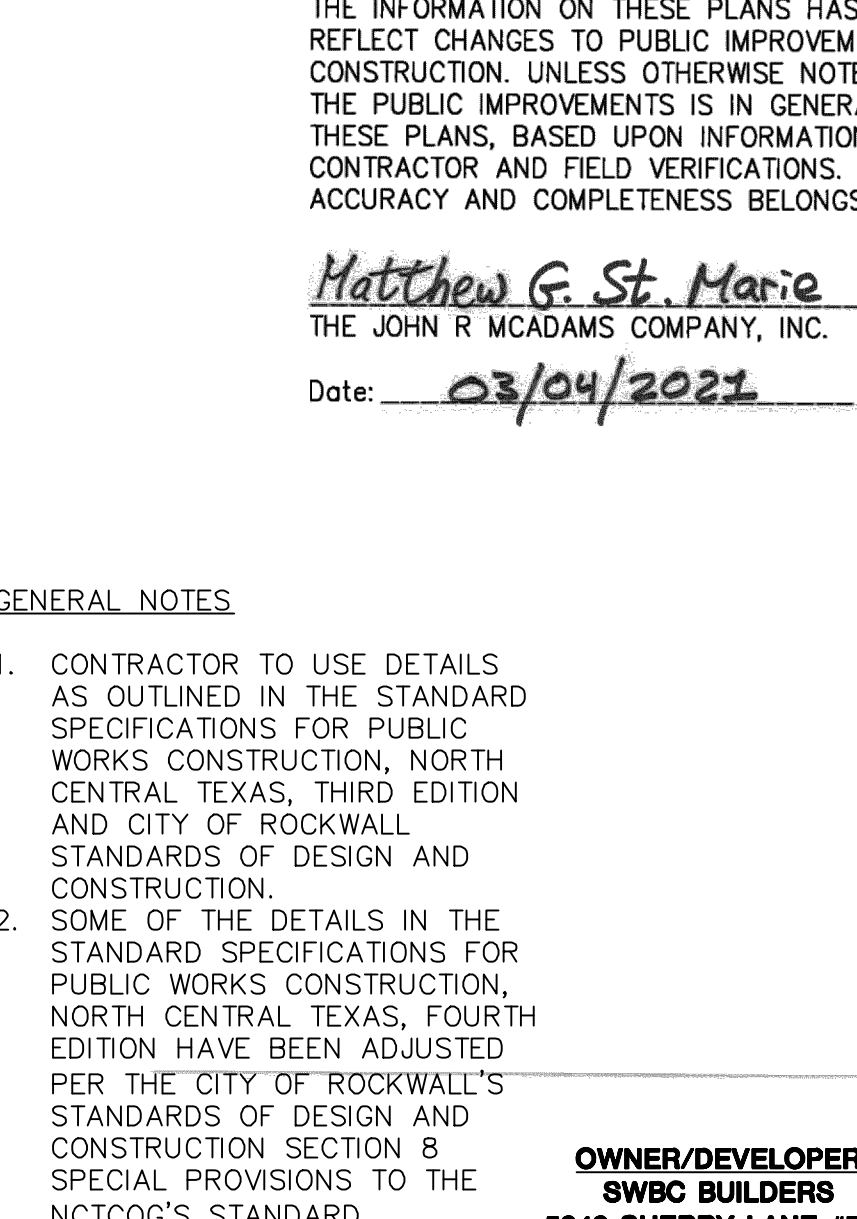 THE INFORMATION ON THESE PLANS HAS
REFLECT CHANGES TO PUBLIC IMPROVEM
CONSTRUCTION. UNLESS OTHERWISE NOTE
THE PUBLIC IMPROVEMENTS IS IN GENERA
THESE PLANS, BASED UPON INFORMATION
CONTRACTOR AND FIELD VERIFICATIONS.
ACCURACY AND COMPLETENESS BELONGS
Matthew G. St. Marie
THE JOHN R MCADAMS COMPANY, INC.
Date: 03/04/2021
GENERAL NOTES
1. CONTRACTOR TO USE DETAILS
AS OUTLINED IN THE STANDARD
SPECIFICATIONS FOR PUBLIC
WORKS CONSTRUCTION, NORTH
CENTRAL TEXAS, THIRD EDITION
AND CITY OF ROCKWALL
STANDARDS OF DESIGN AND
CONSTRUCTION.
2. SOME OF THE DETAILS IN THE
STANDARD SPECIFICATIONS FOR
PUBLIC WORKS CONSTRUCTION,
NORTH CENTRAL TEXAS, FOURTH
EDITION HAVE BEEN ADJUSTED
PER THE CITY OF ROCKWALL'S
STANDARDS OF DESIGN AND
CONSTRUCTION SECTION 8
SPECIAL PROVISIONS TO THE
NCTCOG'S STANDARD
OWNER/DEVELOPER
SWBC BUILDERS
CHERRY LANE